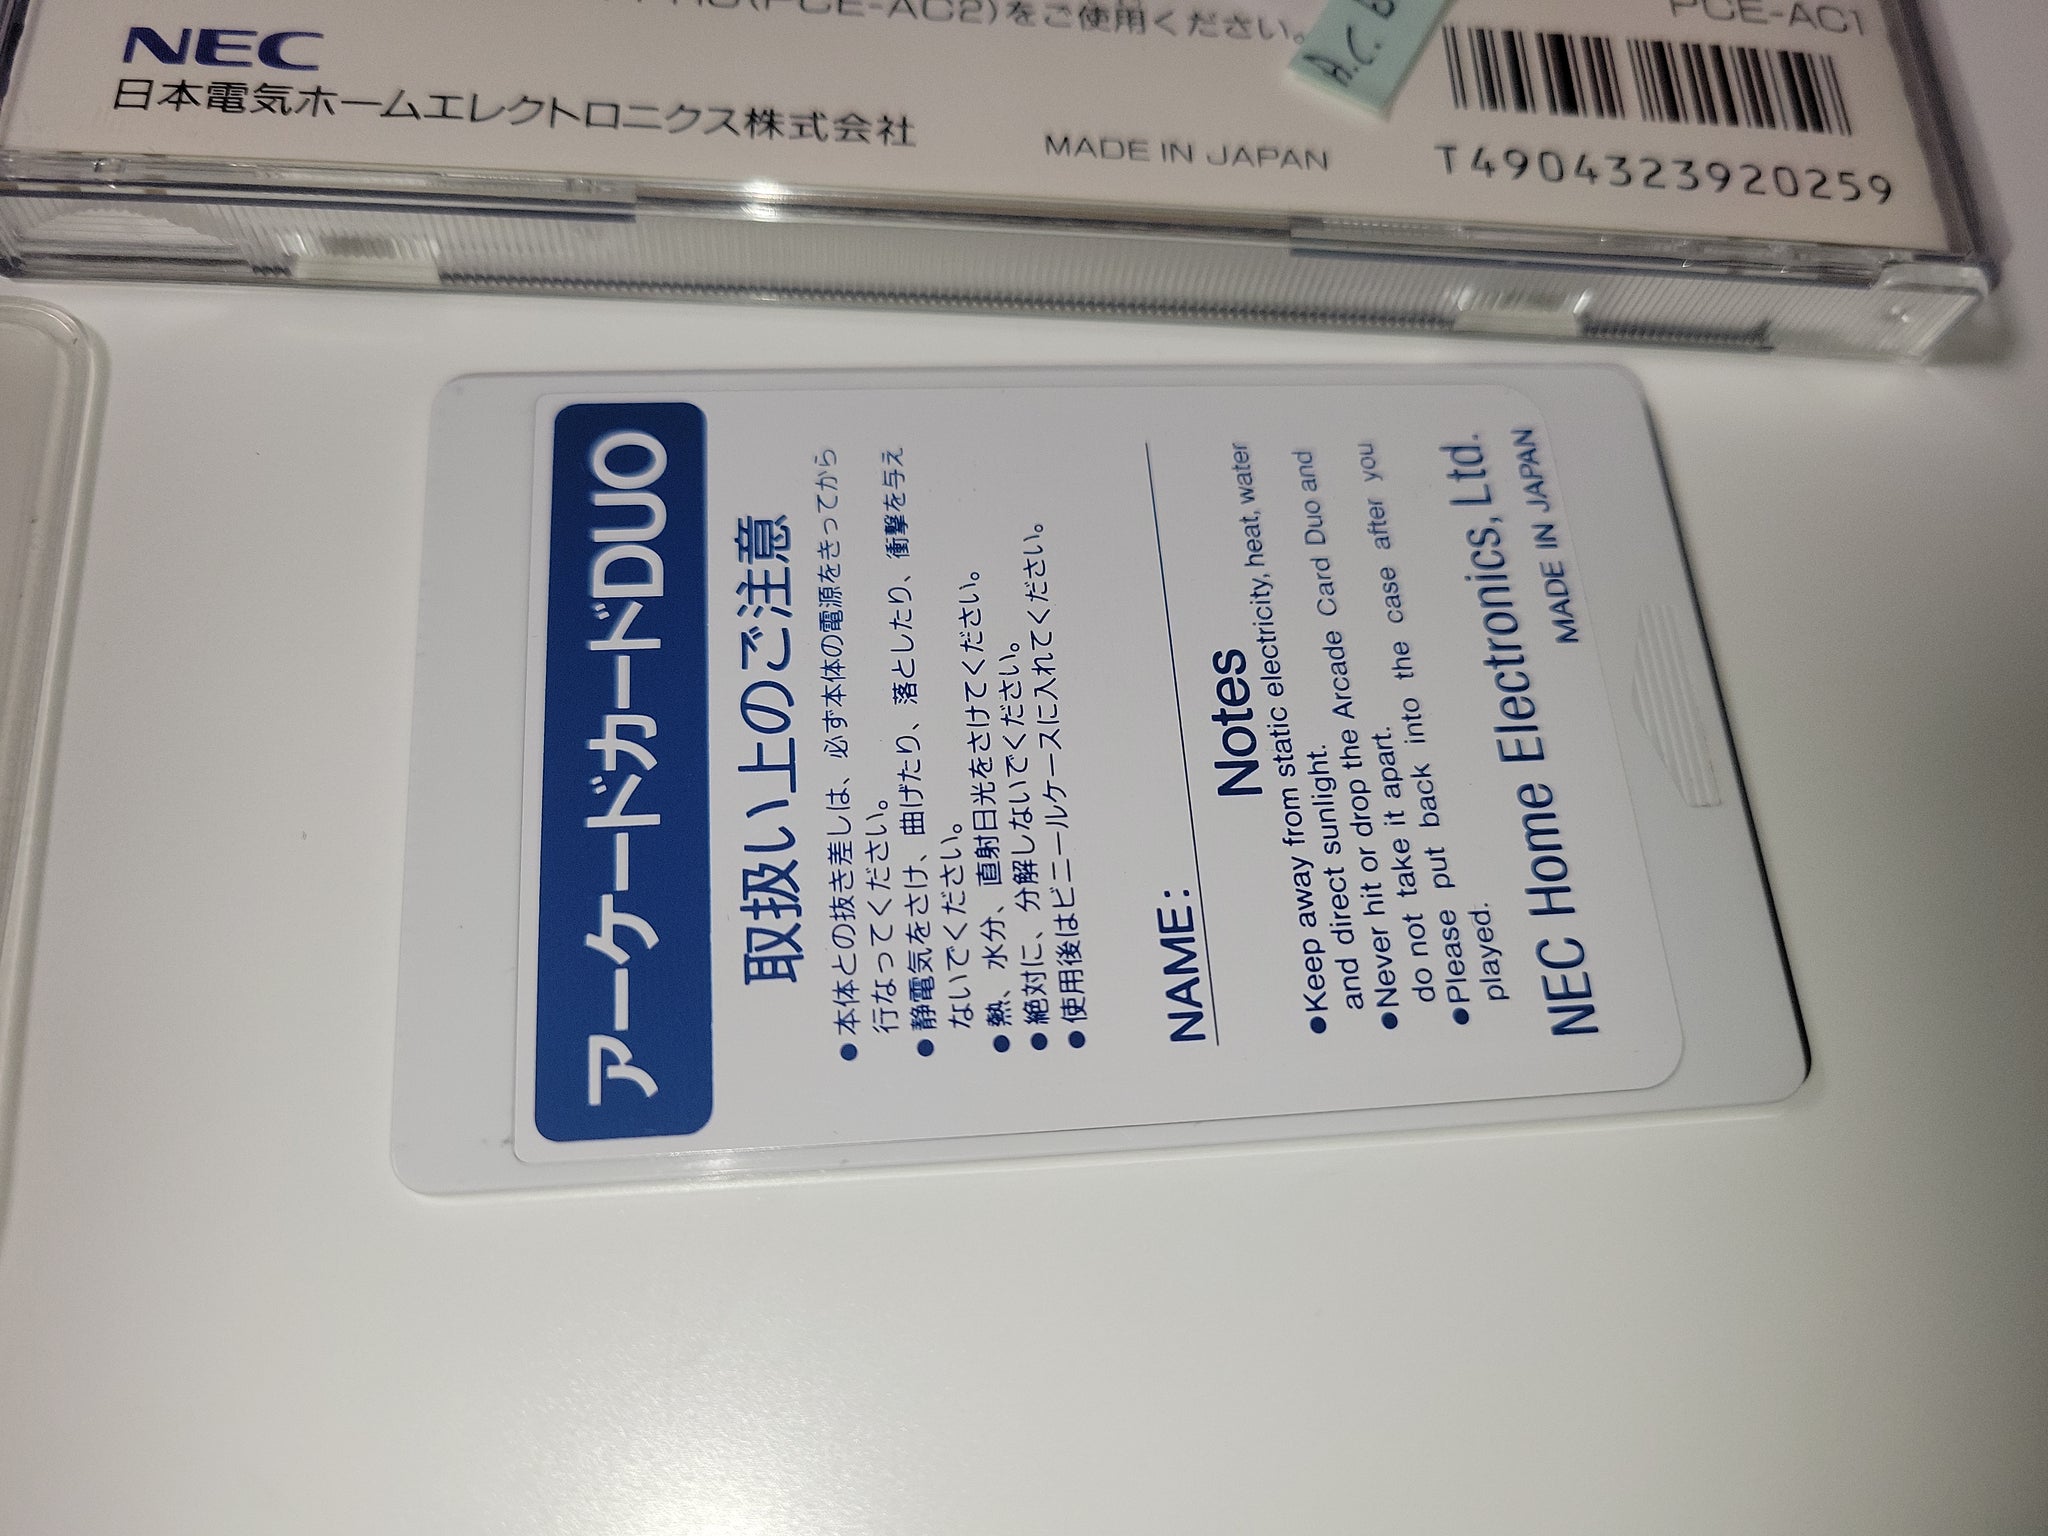 (PCE-AC2)をご使用ください。
PCE-AC1
NEC
日本電気ホームエレクトロニクス株式会社
MADE IN JAPAN
A.C.
T4904323920259
アーケードカードDUO
取扱い上のご注意
●本体との抜き差しは、必ず本体の電源をきってから
行なってください。
●静電気をさけ、曲げたり、落としたり、衝撃を与え
ないでください。
●熱、水分、直射日光をさけてください。
●絶対に、分解しないでください。
●使用後はビニールケースに入れてください。
NAME:
Notes
●Keep away from static electricity, heat, water
and direct sunlight.
●Never hit or drop the Arcade Card Duo and
do not take it apart.
●Please put back into the case after you
played.
NEC Home Electronics, Ltd.
MADE IN JAPAN